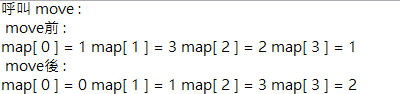 呼叫 move :
move前 :
map[ 0 ] = 1 map[ 1 ] = 3 map[ 2 ] = 2 map[ 3 ] = 1
move後 :
map[ 0 ] = 0 map[ 1 ] = 1 map[ 2 ] = 3 map[ 3 ] = 2